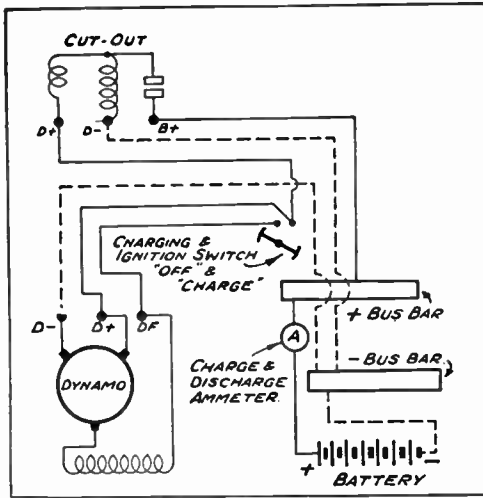 CUT-OUT
D+
D-
B+
CHARGING &
IGNITION SWITCH
"OFF" &
"CHARGE"
+ BUS BAR
D-
D+
DF
A
- BUS BAR.
CHARGE &
DISCHARGE
AMMETER.
DYNAMO
+
-
BATTERY